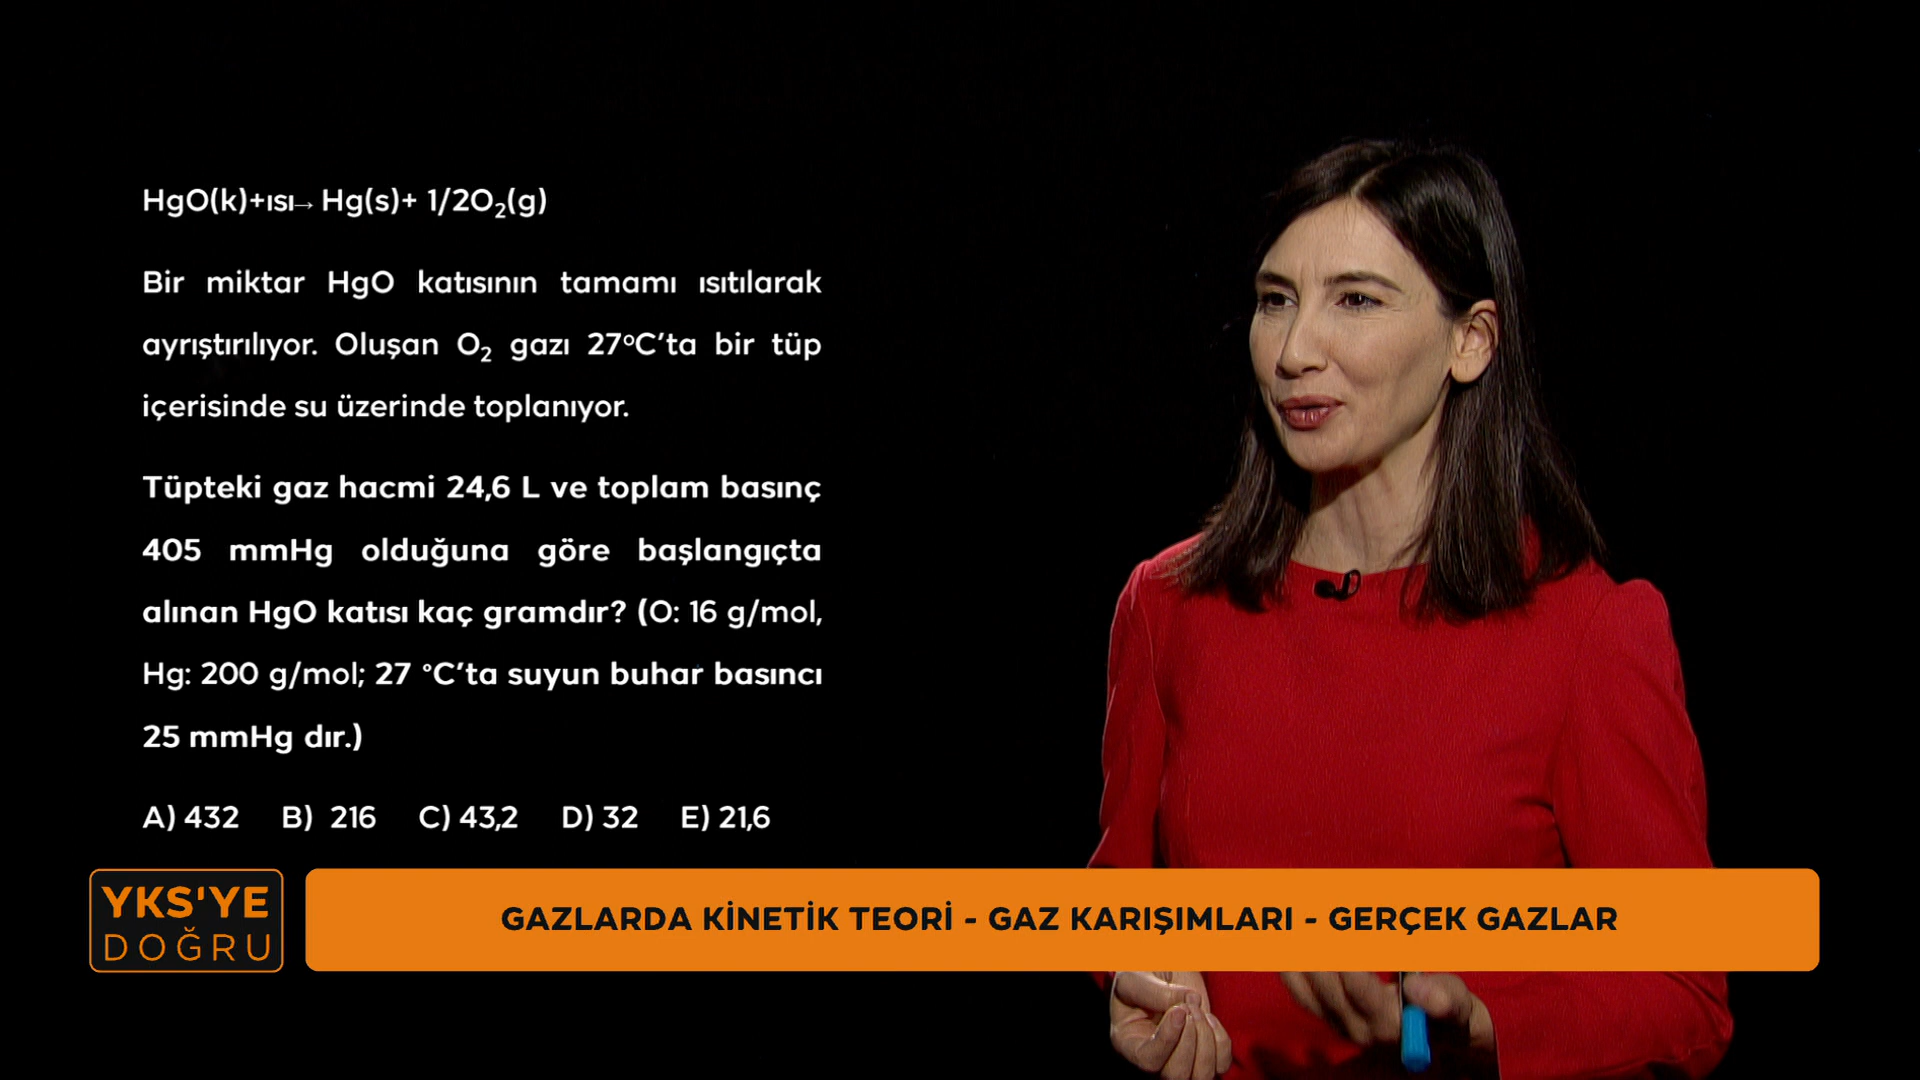 HgO(k)+ısı→ Hg(s)+ 1/2O₂(g)
Bir miktar HgO katısının tamamı ısıtılarak
ayrıştırılıyor. Oluşan O₂ gazı 27°C’ta bir tüp
içerisinde su üzerinde toplanıyor.
Tüpteki gaz hacmi 24,6 L ve toplam basınç
405 mmHg olduğuna göre başlangıçta
alınan HgO katısı kaç gramdır? (O: 16 g/mol,
Hg: 200 g/mol; 27 °C’ta suyun buhar basıncı
25 mmHg dır.)
A) 432 B) 216 C) 43,2 D) 32 E) 21,6
YKS'YE
DOĞRU
GAZLARDA KİNETİK TEORİ - GAZ KARIŞIMLARI - GERÇEK GAZLAR